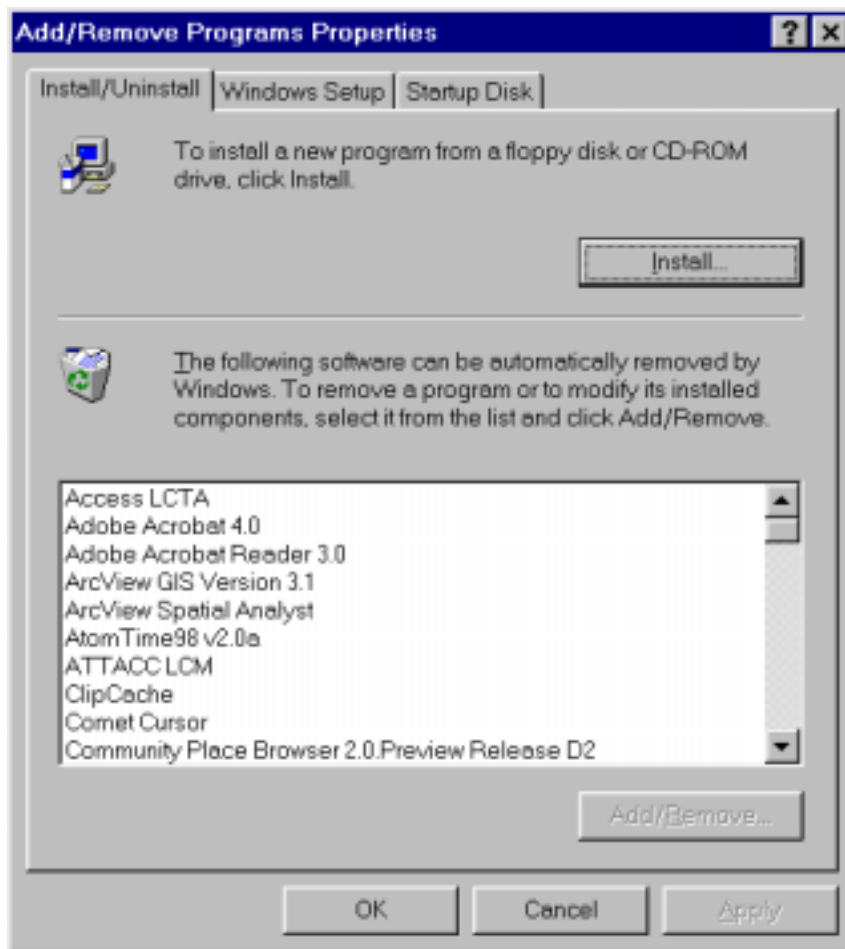 Add/Remove Programs Properties
Install/Uninstall Windows Setup Startup Disk
To install a new program from a floppy disk or CD-ROM
drive, click Install.
Install...
The following software can be automatically removed by
Windows. To remove a program or to modify its installed
components, select it from the list and click Add/Remove.
Access LCTA
Adobe Acrobat 4.0
Adobe Acrobat Reader 3.0
ArcView GIS Version 3.1
ArcView Spatial Analyst
AtomTime98 v2.0a
ATTACC LCM
ClipCache
Comet Cursor
Community Place Browser 2.0.Preview Release D2
Add/Remove...
OK Cancel Apply